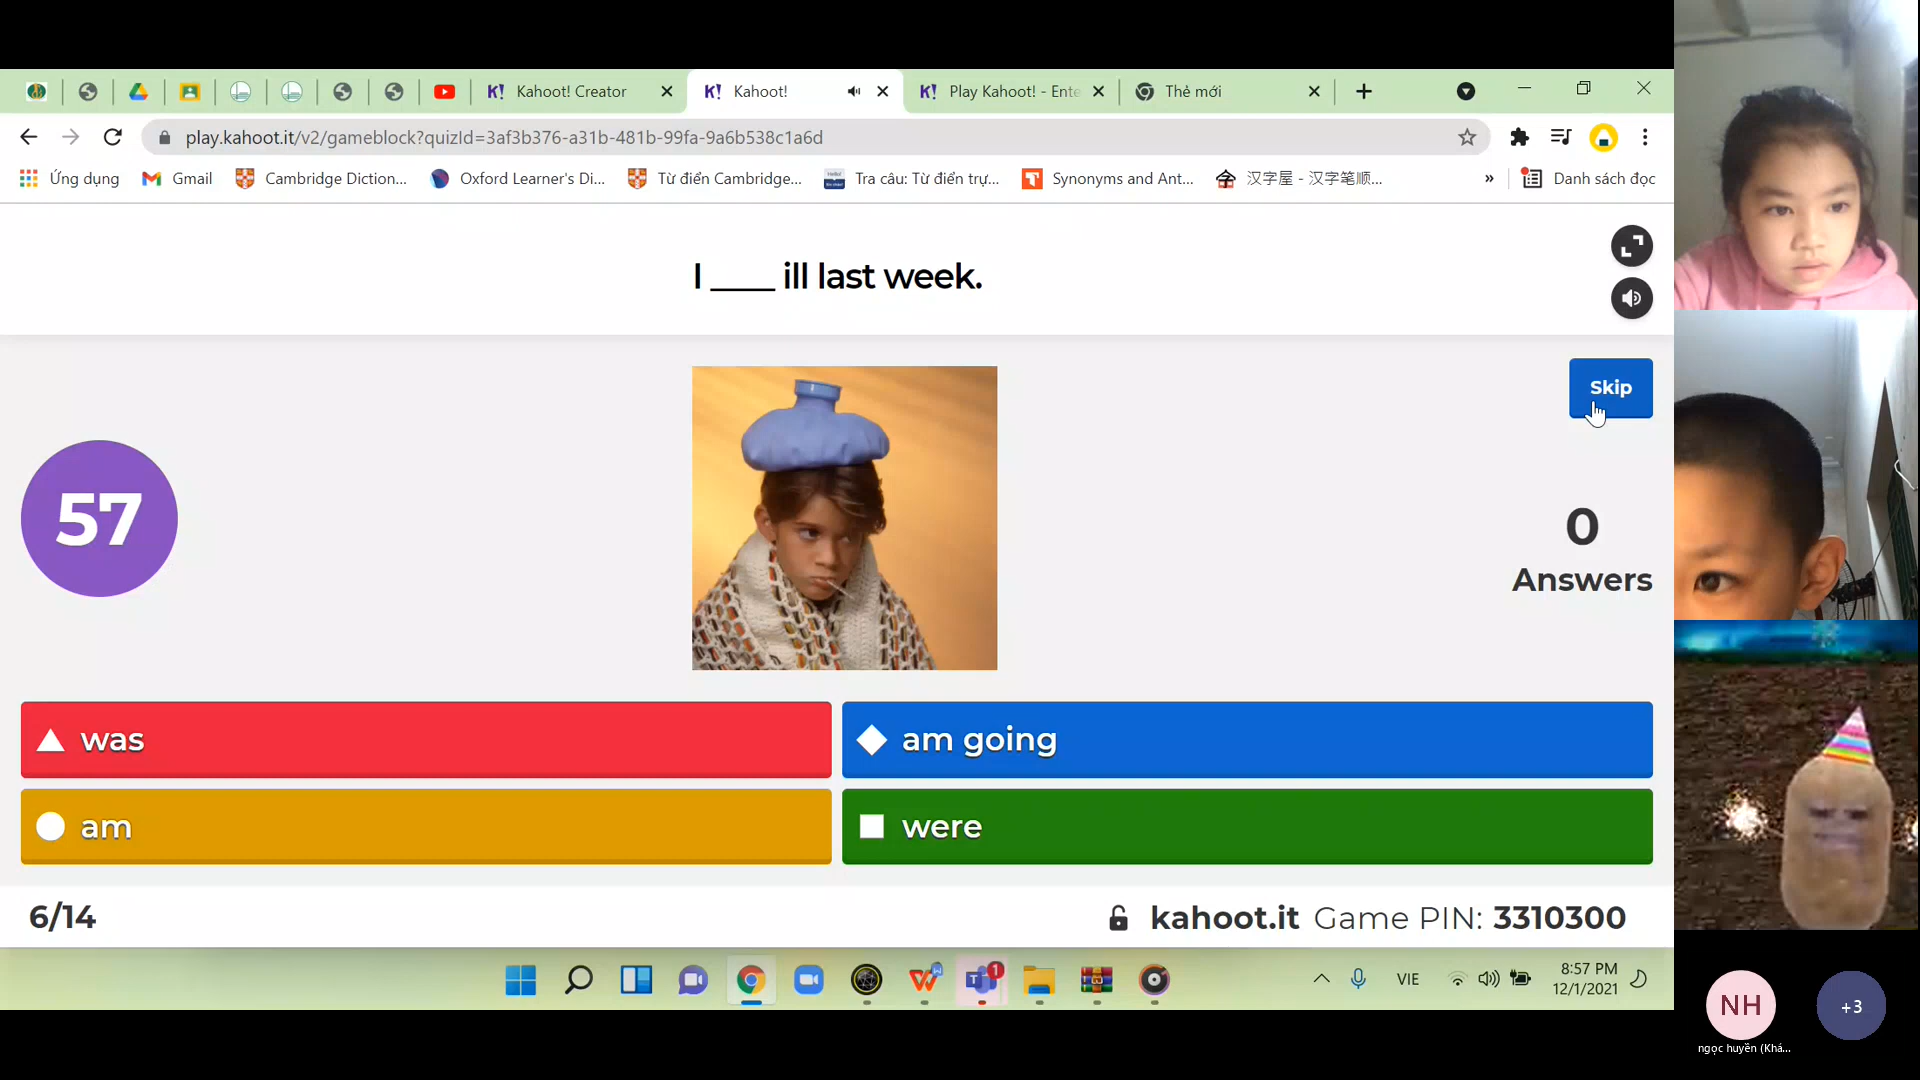 Kahoot! Creator
Kahoot!
Play Kahoot! - Ente
Thẻ mới
play.kahoot.it/v2/gameblock?quizId=3af3b376-a31b-481b-99fa-9a6b538c1a6d
Ứng dụng
Gmail
Cambridge Diction...
Oxford Learner's Di...
Từ điển Cambridge...
Tra câu: Từ điển trự...
Synonyms and Ant...
汉字屋 - 汉字笔顺...
»
Danh sách đọc
I ____ ill last week.
Skip
57
0
Answers
was
am going
am
were
6/14
kahoot.it Game PIN: 3310300
1
VIE
8:57 PM
12/1/2021
NH
+3
ngọc huyền (Khá...